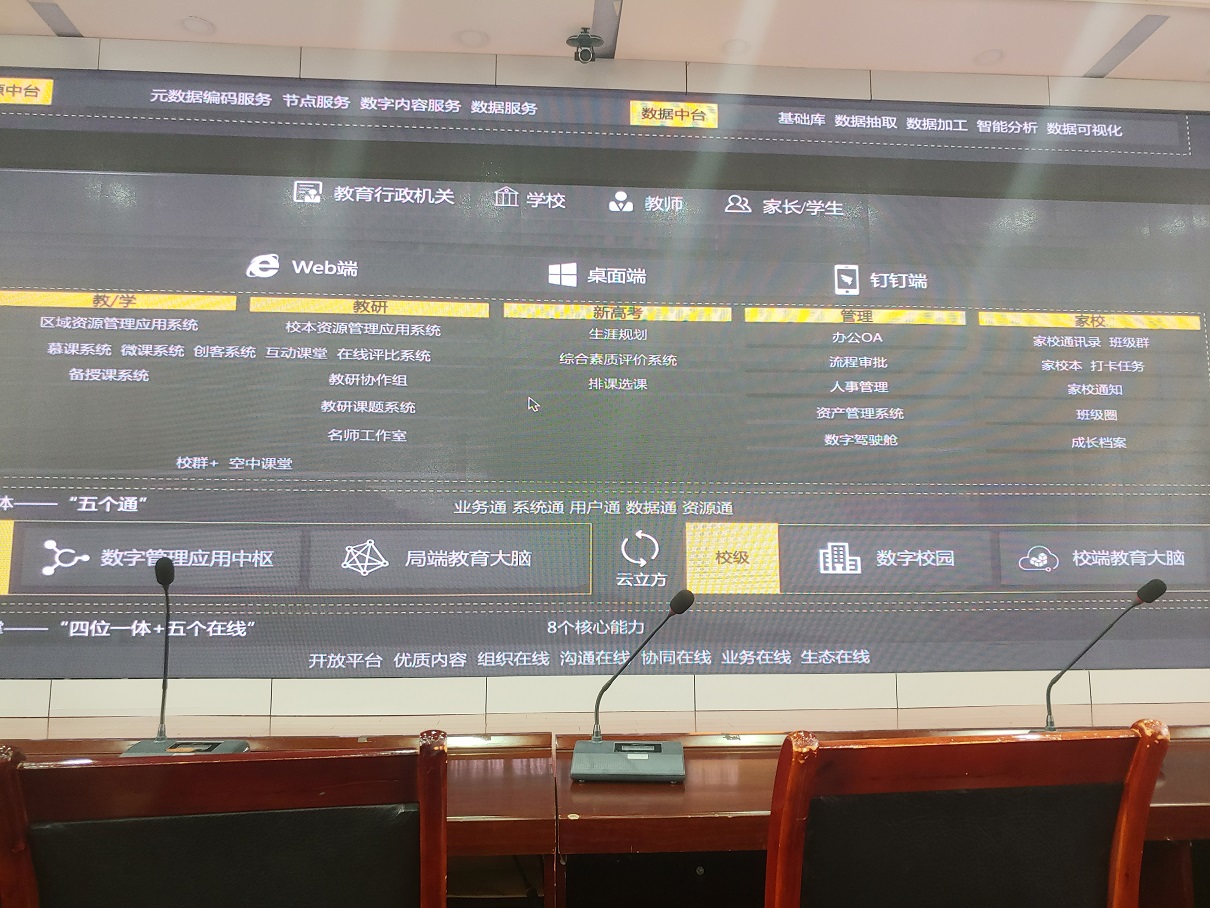 中台 元数据编码服务 节点服务 数字内容服务 数据服务 数据中台 基础库 数据抽取 数据加工 智能分析 数据可视化
教育行政机关 学校 教师 家长/学生
Web端 桌面端 钉钉端
教/学 教研 新高考 管理 家校
区域资源管理应用系统 校本资源管理应用系统 生涯规划 办公OA 家校通讯录 班级群
慕课系统 微课系统 创客系统 互动课堂 在线评比系统 综合素质评价系统 流程审批 家校本 打卡任务
备授课系统 教研协作组 排课选课 人事管理 家校通知
教研课题系统 资产管理系统 班级圈
名师工作室 数字驾驶舱 成长档案
校群+ 空中课堂
体——“五个通” 业务通 系统通 用户通 数据通 资源通
数字管理应用中枢 局端教育大脑 云立方 校级 数字校园 校端教育大脑
——“四位一体+五个在线” 8个核心能力
开放平台 优质内容 组织在线 沟通在线 协同在线 业务在线 生态在线